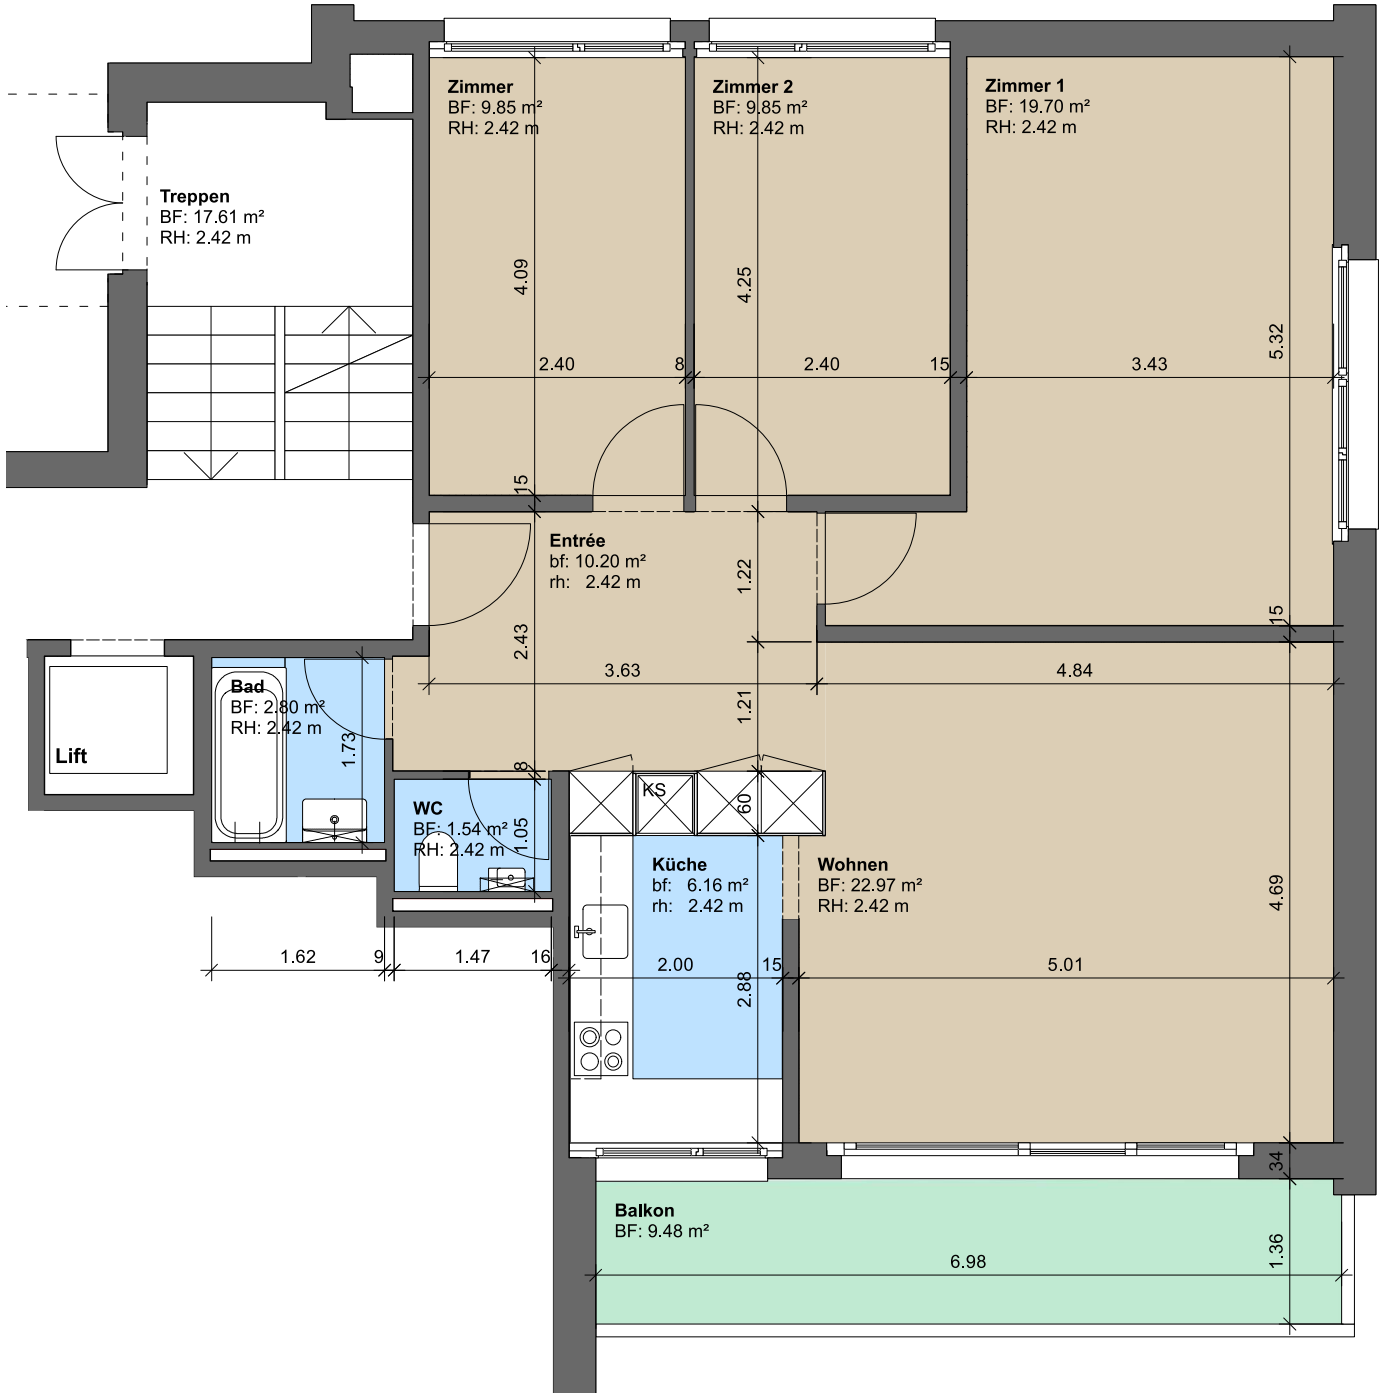 Zimmer
BF: 9.85 m²
RH: 2.42 m
Zimmer 2
BF: 9.85 m²
RH: 2.42 m
Zimmer 1
BF: 19.70 m²
RH: 2.42 m
Treppen
BF: 17.61 m²
RH: 2.42 m
4.09
4.25
5.32
2.40
8
2.40
15
3.43
15
Entrée
bf: 10.20 m²
rh: 2.42 m
1.22
15
2.43
3.63
4.84
1.21
Bad
BF: 2.80 m²
RH: 2.42 m
1.73
Lift
8
KS
60
WC
BF: 1.54 m²
RH: 2.42 m
1.05
Küche
bf: 6.16 m²
rh: 2.42 m
Wohnen
BF: 22.97 m²
RH: 2.42 m
4.69
1.62
9
1.47
16
2.00
15
5.01
2.88
34
Balkon
BF: 9.48 m²
6.98
1.36